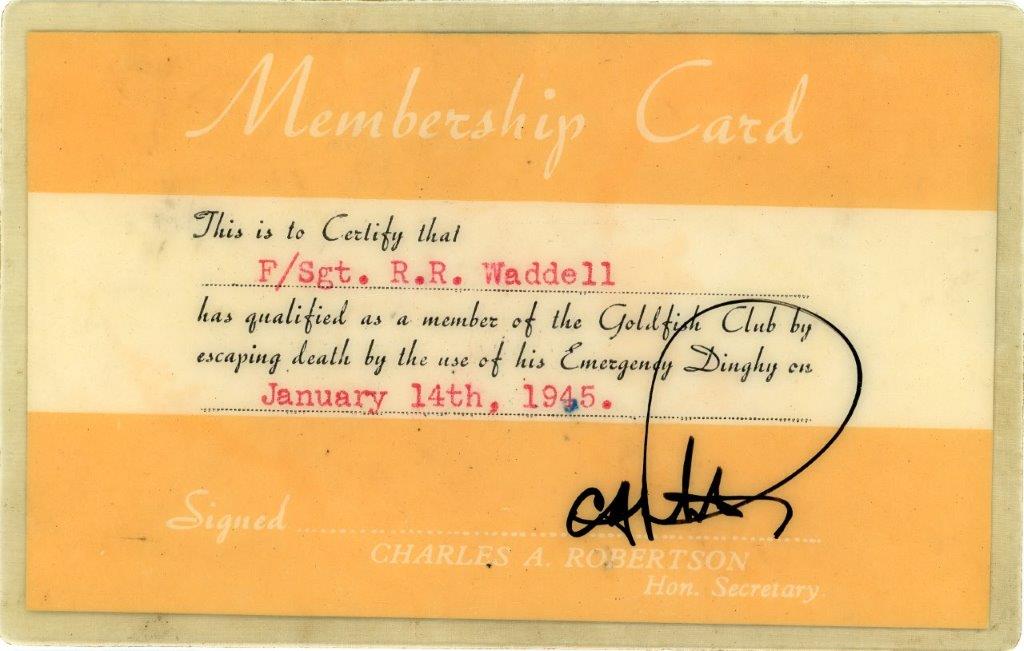 Membership Card
This is to Certify that
F/Sgt. R.R. Waddell
has qualified as a member of the Goldfish Club by
escaping death by the use of his Emergency Dinghy on
January 14th, 1945.
Signed
CHARLES A. ROBERTSON
Hon. Secretary.